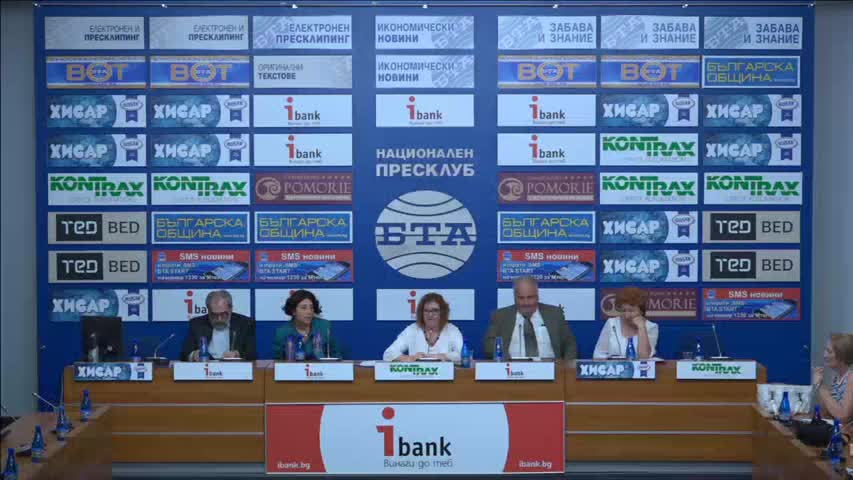 ЕЛЕКТРОНЕН И
ПРЕСКЛИПИНГ
ЕЛЕКТРОНЕН И
ПРЕСКЛИПИНГ
ЕЛЕКТРОНЕН
ПРЕСКЛИПИНГ
ИКОНОМИЧЕСКИ
НОВИНИ
ЗАБАВА
И ЗНАНИЕ
ЗАБАВА
И ЗНАНИЕ
ЗАБАВА
И ЗНАНИЕ
BOT
BOT
ОРИГИНАЛНИ
ТЕКСТОВЕ
ИКОНОМИЧЕСКИ
НОВИНИ
BOT
BOT
БЪЛГАРСКА
ОБЩИНА
ХИСАР
ХИСАР
ibank
ibank
ibank
ХИСАР
ХИСАР
ХИСАР
ХИСАР
ibank
ibank
KONTRAX
ХИСАР
НАЦИОНАЛЕН
ПРЕСКЛУБ
KONTRAX
KONTRAX
POMORIE
POMORIE
KONTRAX
KONTRAX
БТА
TED BED
БЪЛГАРСКА
ОБЩИНА
БЪЛГАРСКА
ОБЩИНА
БЪЛГАРСКА
ОБЩИНА
ХИСАР
TED BED
TED BED
SMS НОВИНИ
SMS НОВИНИ
SMS НОВИНИ
ХИСАР
TED BED
ХИСАР
ibank
ibank
POMORIE
SMS НОВИНИ
ХИСАР
ibank
ibank
KONTRAX
ibank
ХИСАР
KONTRAX
ibank
Винаги до теб
ibank.bg
ibank.bg